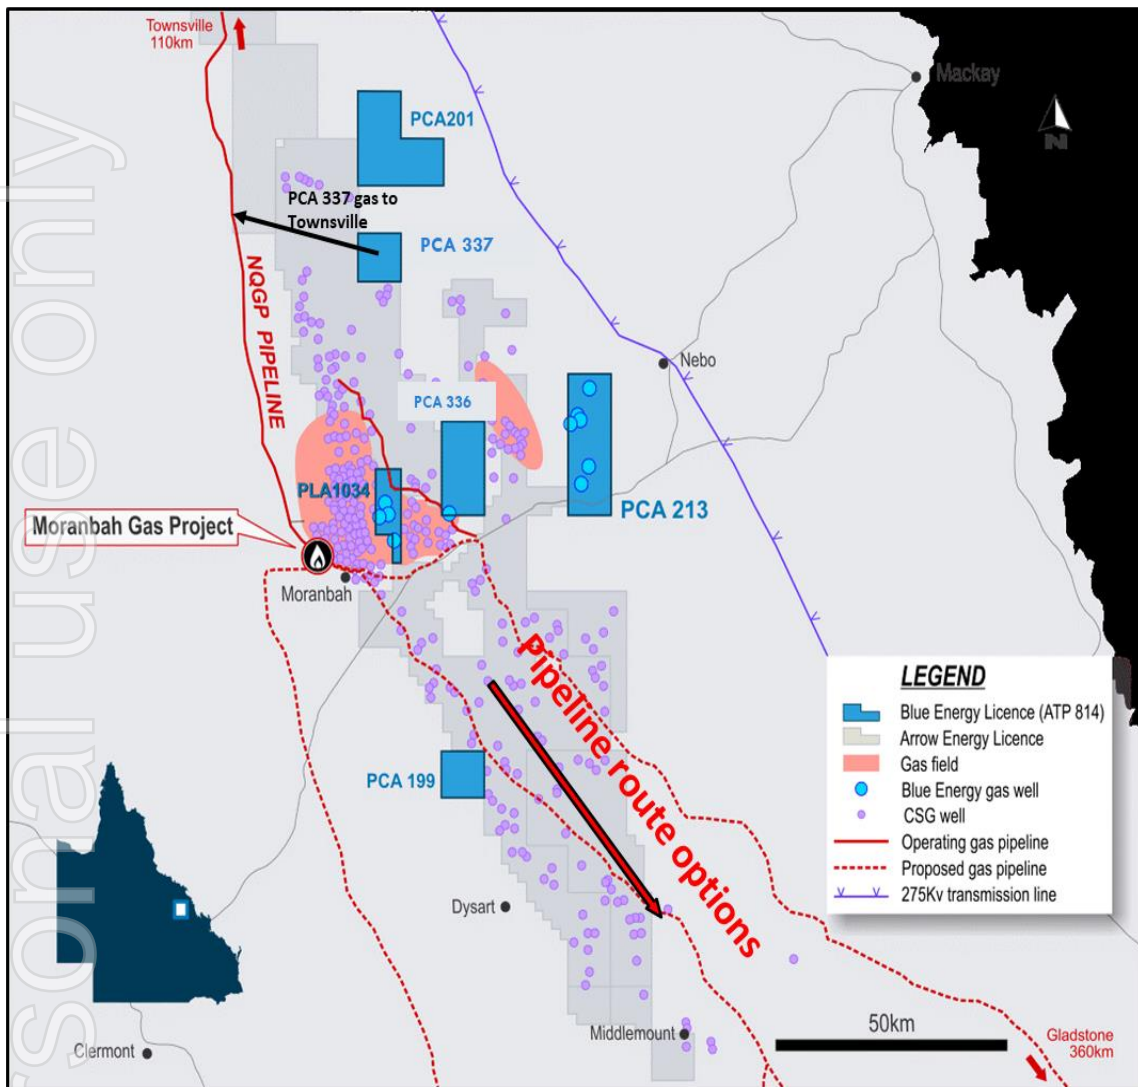 Townsville
110km
Mackay
N
PCA201
PCA 337 gas to
Townsville
PCA 337
NQGP PIPELINE
Nebo
PCA 336
PLA1034
PCA 213
Moranbah Gas Project
Moranbah
Pipeline route options
PCA 199
Dysart
Middlemount
Clermont
50km
Gladstone
360km
LEGEND
Blue Energy Licence (ATP 814)
Arrow Energy Licence
Gas field
Blue Energy gas well
CSG well
Operating gas pipeline
Proposed gas pipeline
275Kv transmission line
sonal use only